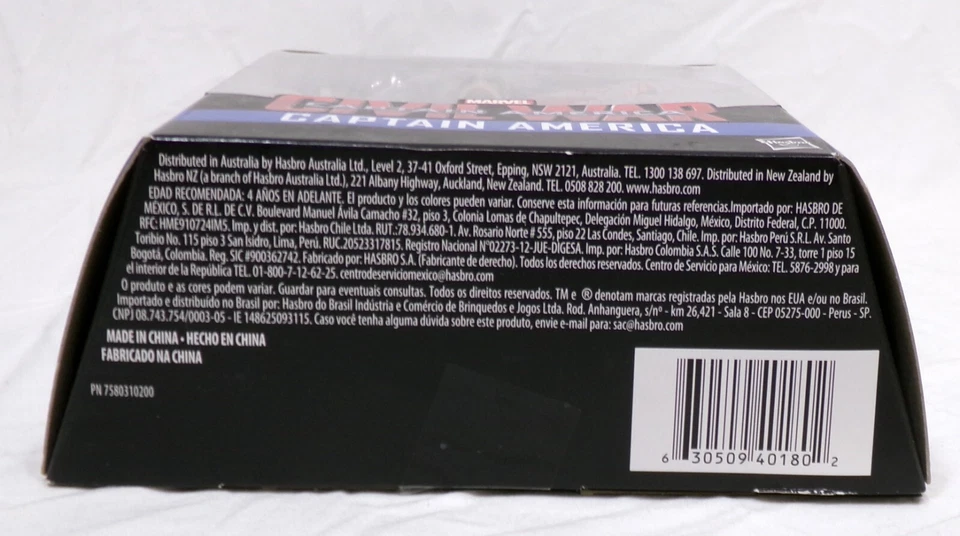 MARVEL
CAPTAIN AMERICA
Hasbro
Distributed in Australia by Hasbro Australia Ltd., Level 2, 37-41 Oxford Street, Epping, NSW 2121, Australia. TEL. 1300 138 697. Distributed in New Zealand by
Hasbro NZ (a branch of Hasbro Australia Ltd.), 221 Albany Highway, Auckland, New Zealand. TEL. 0508 828 200. www.hasbro.com
EDAD RECOMENDADA: 4 AÑOS EN ADELANTE. El producto y los colores pueden variar. Conserve esta información para futuras referencias.Importado por: HASBRO DE
MÉXICO, S. DE R.L. DE C.V. Boulevard Manuel Ávila Camacho #32, piso 3, Colonia Lomas de Chapultepec, Delegación Miguel Hidalgo, México, Distrito Federal, C.P. 11000.
RFC: HME910724IM5. Imp. y dist. por: Hasbro Chile Ltda. RUT.:78.934.680-1. Av. Rosario Norte # 555, piso 22 Las Condes, Santiago, Chile. Imp. por: Hasbro Perú S.R.L. Av. Santo
Toribio No. 115 piso 3 San Isidro, Lima, Perú. RUC.20523317815. Registro Nacional N°02273-12-JUE-DIGESA. Imp. por: Hasbro Colombia S.A.S. Calle 100 No. 7-33, torre 1 piso 15
Bogotá, Colombia. Reg. SIC #900362742. Fabricado por: HASBRO S.A. (Fabricante de derecho). Todos los derechos reservados. Centro de Servicio para México: TEL. 5876-2998 y para
el interior de la República TEL. 01-800-7-12-62-25. centrodeserviciomexico@hasbro.com
O produto e as cores podem variar. Guardar para eventuais consultas. Todos os direitos reservados. TM e ® denotam marcas registradas pela Hasbro nos EUA e/ou no Brasil.
Importado e distribuído no Brasil por: Hasbro do Brasil Indústria e Comércio de Brinquedos e Jogos Ltda. Rod. Anhanguera, s/nº - km 26,421 - Sala 8 - CEP 05275-000 - Perus - SP.
CNPJ 08.743.754/0003-05 - IE 148625093115. Caso você tenha alguma dúvida sobre este produto, envie e-mail para: sac@hasbro.com
MADE IN CHINA • HECHO EN CHINA
FABRICADO NA CHINA
PN 7580310200
6 30509 40180 2